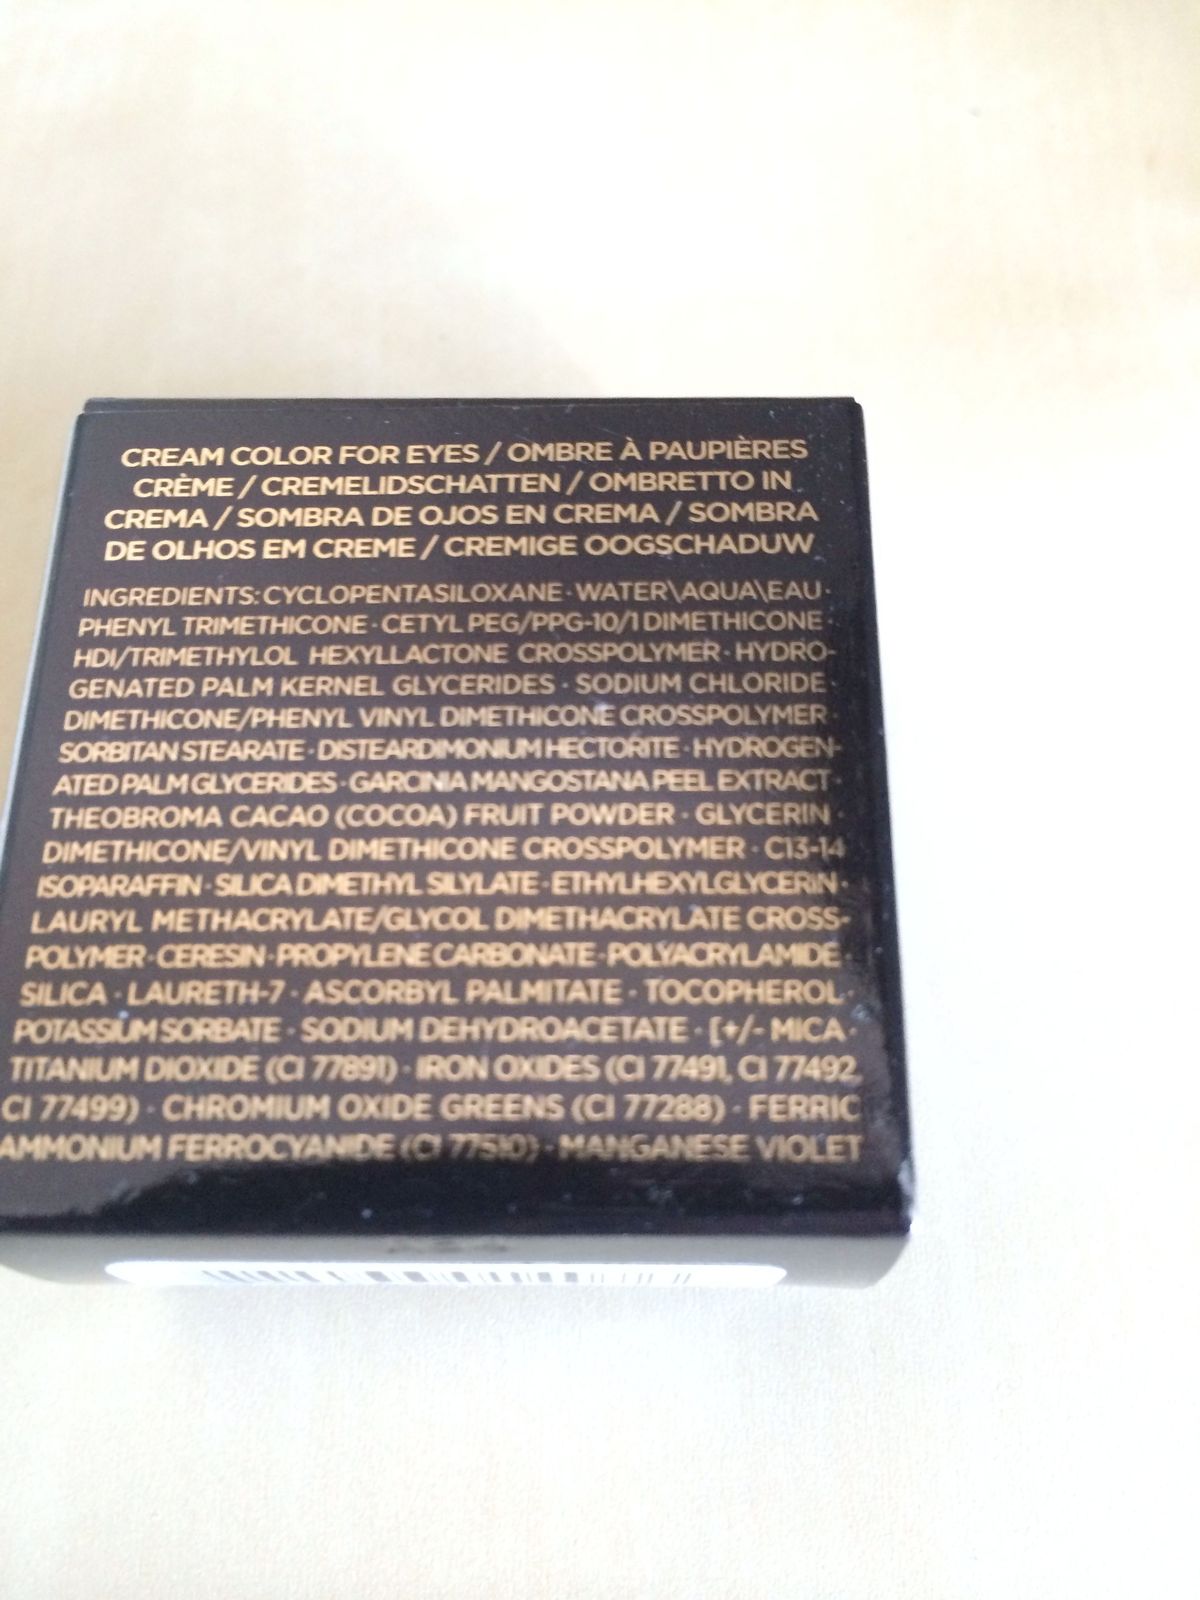 CREAM COLOR FOR EYES / OMBRE À PAUPIÈRES
CRÈME / CREMELIDSCHATTEN / OMBRETTO IN
CREMA / SOMBRA DE OJOS EN CREMA / SOMBRA
DE OLHOS EM CREME / CREMIGE OOGSCHADUW
INGREDIENTS: CYCLOPENTASILOXANE · WATER\AQUA\EAU ·
PHENYL TRIMETHICONE · CETYL PEG/PPG-10/1 DIMETHICONE ·
HDI/TRIMETHYLOL HEXYLLACTONE CROSSPOLYMER · HYDRO-
GENATED PALM KERNEL GLYCERIDES · SODIUM CHLORIDE ·
DIMETHICONE/PHENYL VINYL DIMETHICONE CROSSPOLYMER ·
SORBITAN STEARATE · DISTEARDIMONIUM HECTORITE · HYDROGEN-
ATED PALM GLYCERIDES · GARCINIA MANGOSTANA PEEL EXTRACT ·
THEOBROMA CACAO (COCOA) FRUIT POWDER · GLYCERIN ·
DIMETHICONE/VINYL DIMETHICONE CROSSPOLYMER · C13-14
ISOPARAFFIN · SILICA DIMETHYL SILYLATE · ETHYLHEXYLGLYCERIN ·
LAURYL METHACRYLATE/GLYCOL DIMETHACRYLATE CROSS-
POLYMER · CERESIN · PROPYLENE CARBONATE · POLYACRYLAMIDE ·
SILICA · LAURETH-7 · ASCORBYL PALMITATE · TOCOPHEROL ·
POTASSIUM SORBATE · SODIUM DEHYDROACETATE · [+/- MICA ·
TITANIUM DIOXIDE (CI 77891) · IRON OXIDES (CI 77491, CI 77492,
CI 77499) · CHROMIUM OXIDE GREENS (CI 77288) · FERRIC
AMMONIUM FERROCYANIDE (CI 77510) · MANGANESE VIOLET